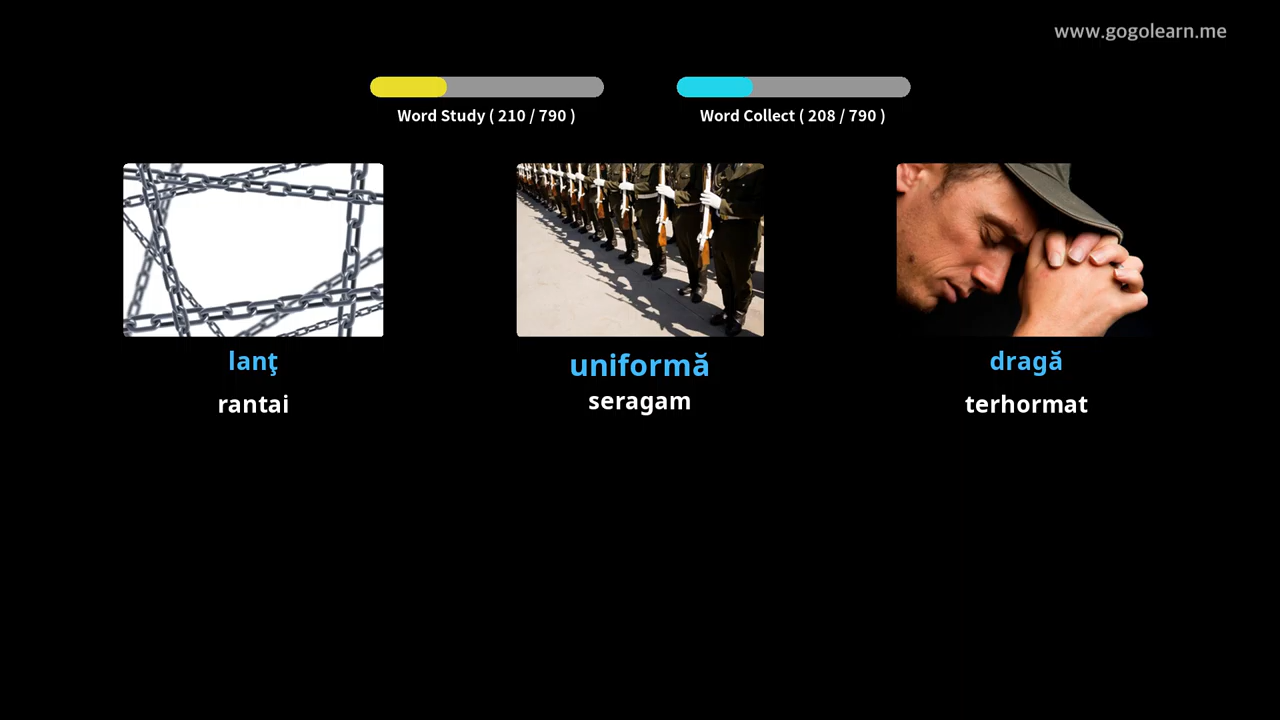 www.gogolearn.me
Word Study ( 210 / 790 )
Word Collect ( 208 / 790 )
lanţ
uniformă
dragă
rantai
seragam
terhormat